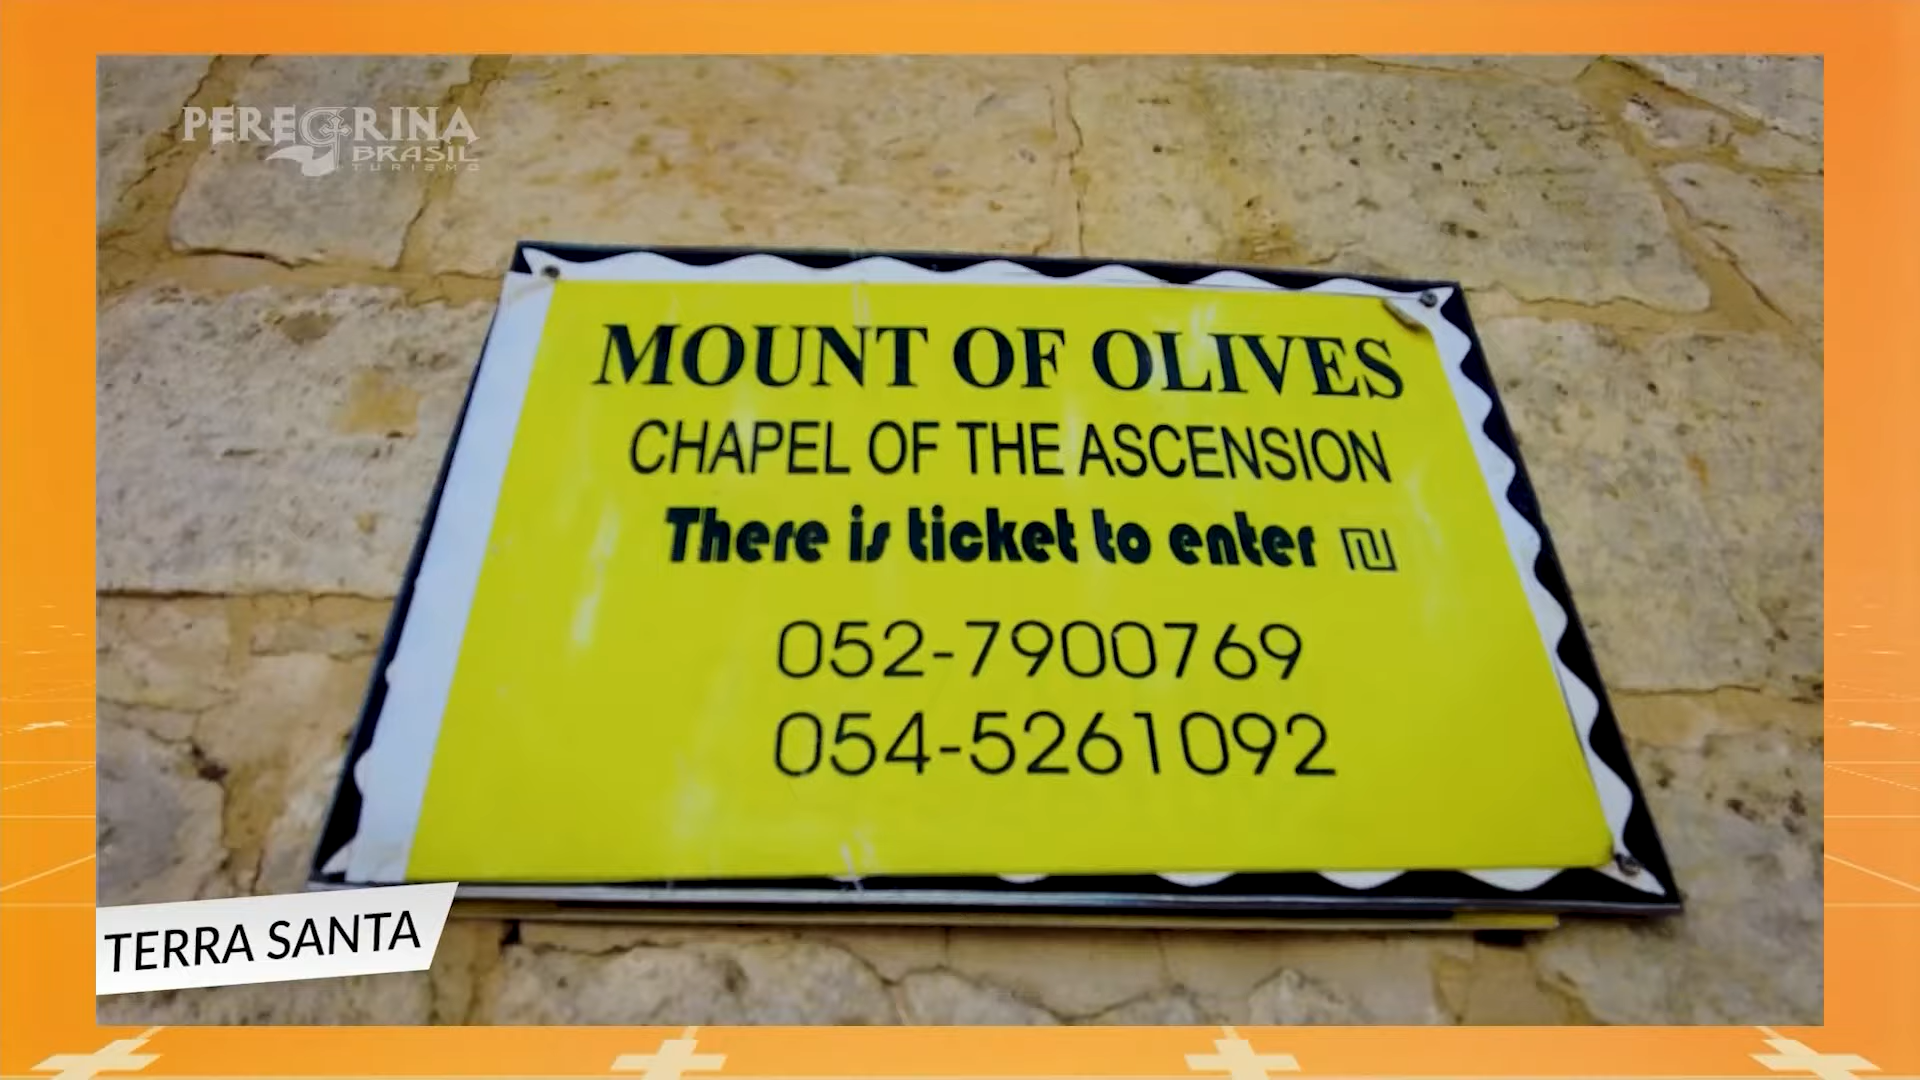 PEREGRINA
BRASIL
TURISMO
MOUNT OF OLIVES
CHAPEL OF THE ASCENSION
There is ticket to enter ₪
052-7900769
054-5261092
TERRA SANTA